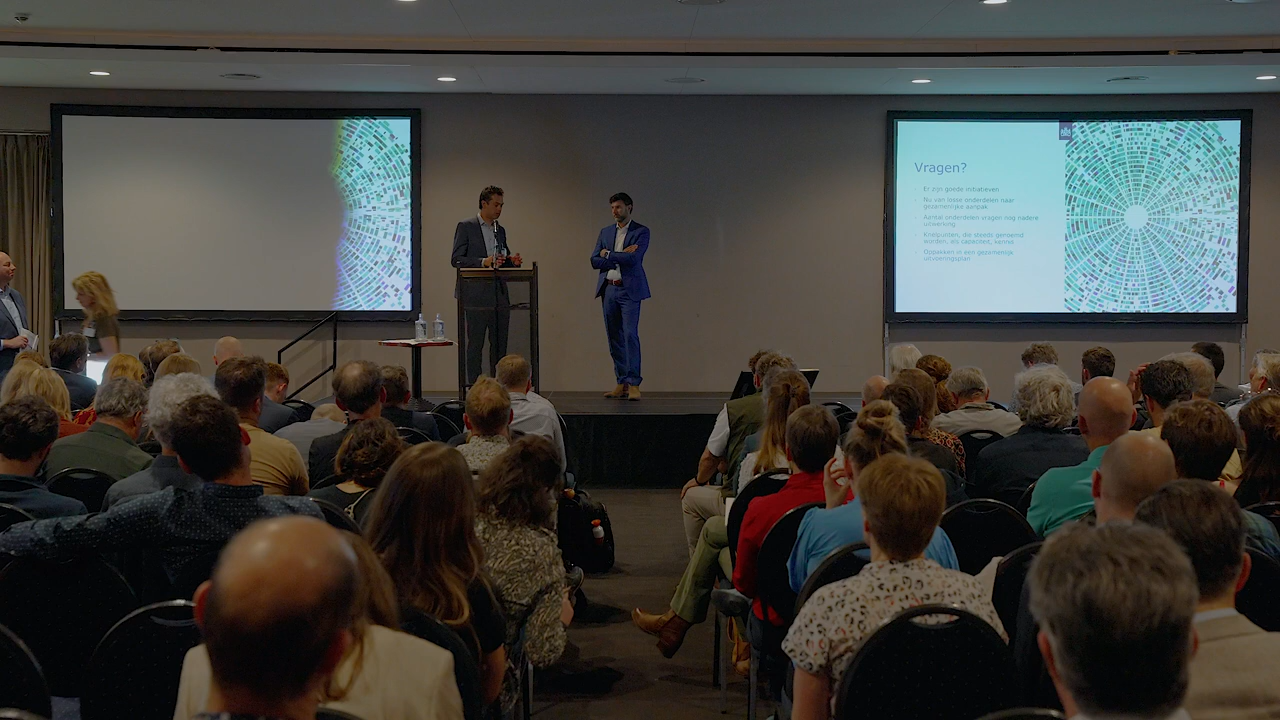 Vragen?
- Er zijn goede initiatieven
- Nu van losse onderdelen naar
gezamenlijke aanpak
- Aantal onderdelen vragen nog nadere
uitwerking
- Knelpunten, die steeds genoemd
worden, als capaciteit, kennis
- Oppakken in een gezamenlijk
uitvoeringsplan